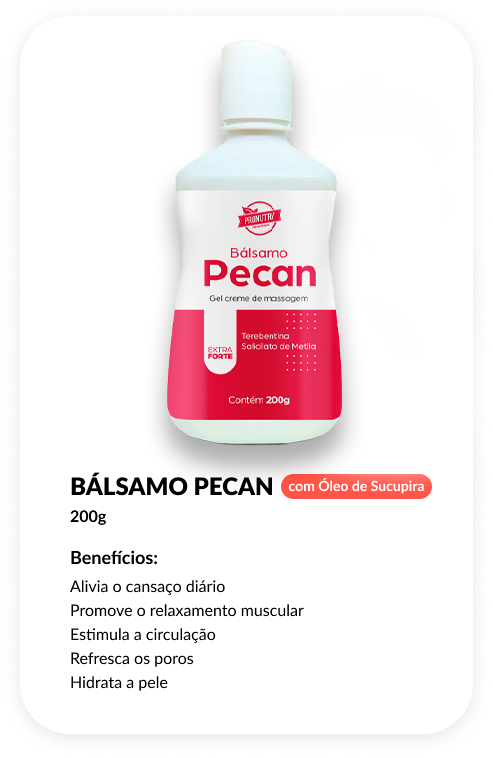 PRONUTRI
Bálsamo
Pecan
Gel creme de massagem
EXTRA
FORTE
Terebentina
Salicilato de Metila
Contém 200g
BÁLSAMO PECAN com Óleo de Sucupira
200g
Benefícios:
Alivia o cansaço diário
Promove o relaxamento muscular
Estimula a circulação
Refresca os poros
Hidrata a pele